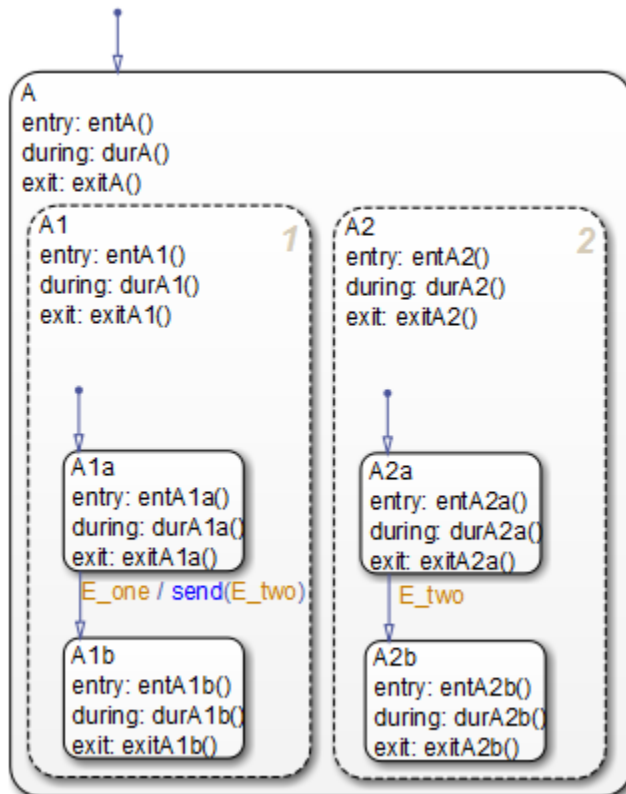 A
entry: entA()
during: durA()
exit: exitA()
A1
1
entry: entA1()
during: durA1()
exit: exitA1()
A1a
entry: entA1a()
during: durA1a()
exit: exitA1a()
E_one / send(E_two)
A1b
entry: entA1b()
during: durA1b()
exit: exitA1b()
A2
2
entry: entA2()
during: durA2()
exit: exitA2()
A2a
entry: entA2a()
during: durA2a()
exit: exitA2a()
E_two
A2b
entry: entA2b()
during: durA2b()
exit: exitA2b()